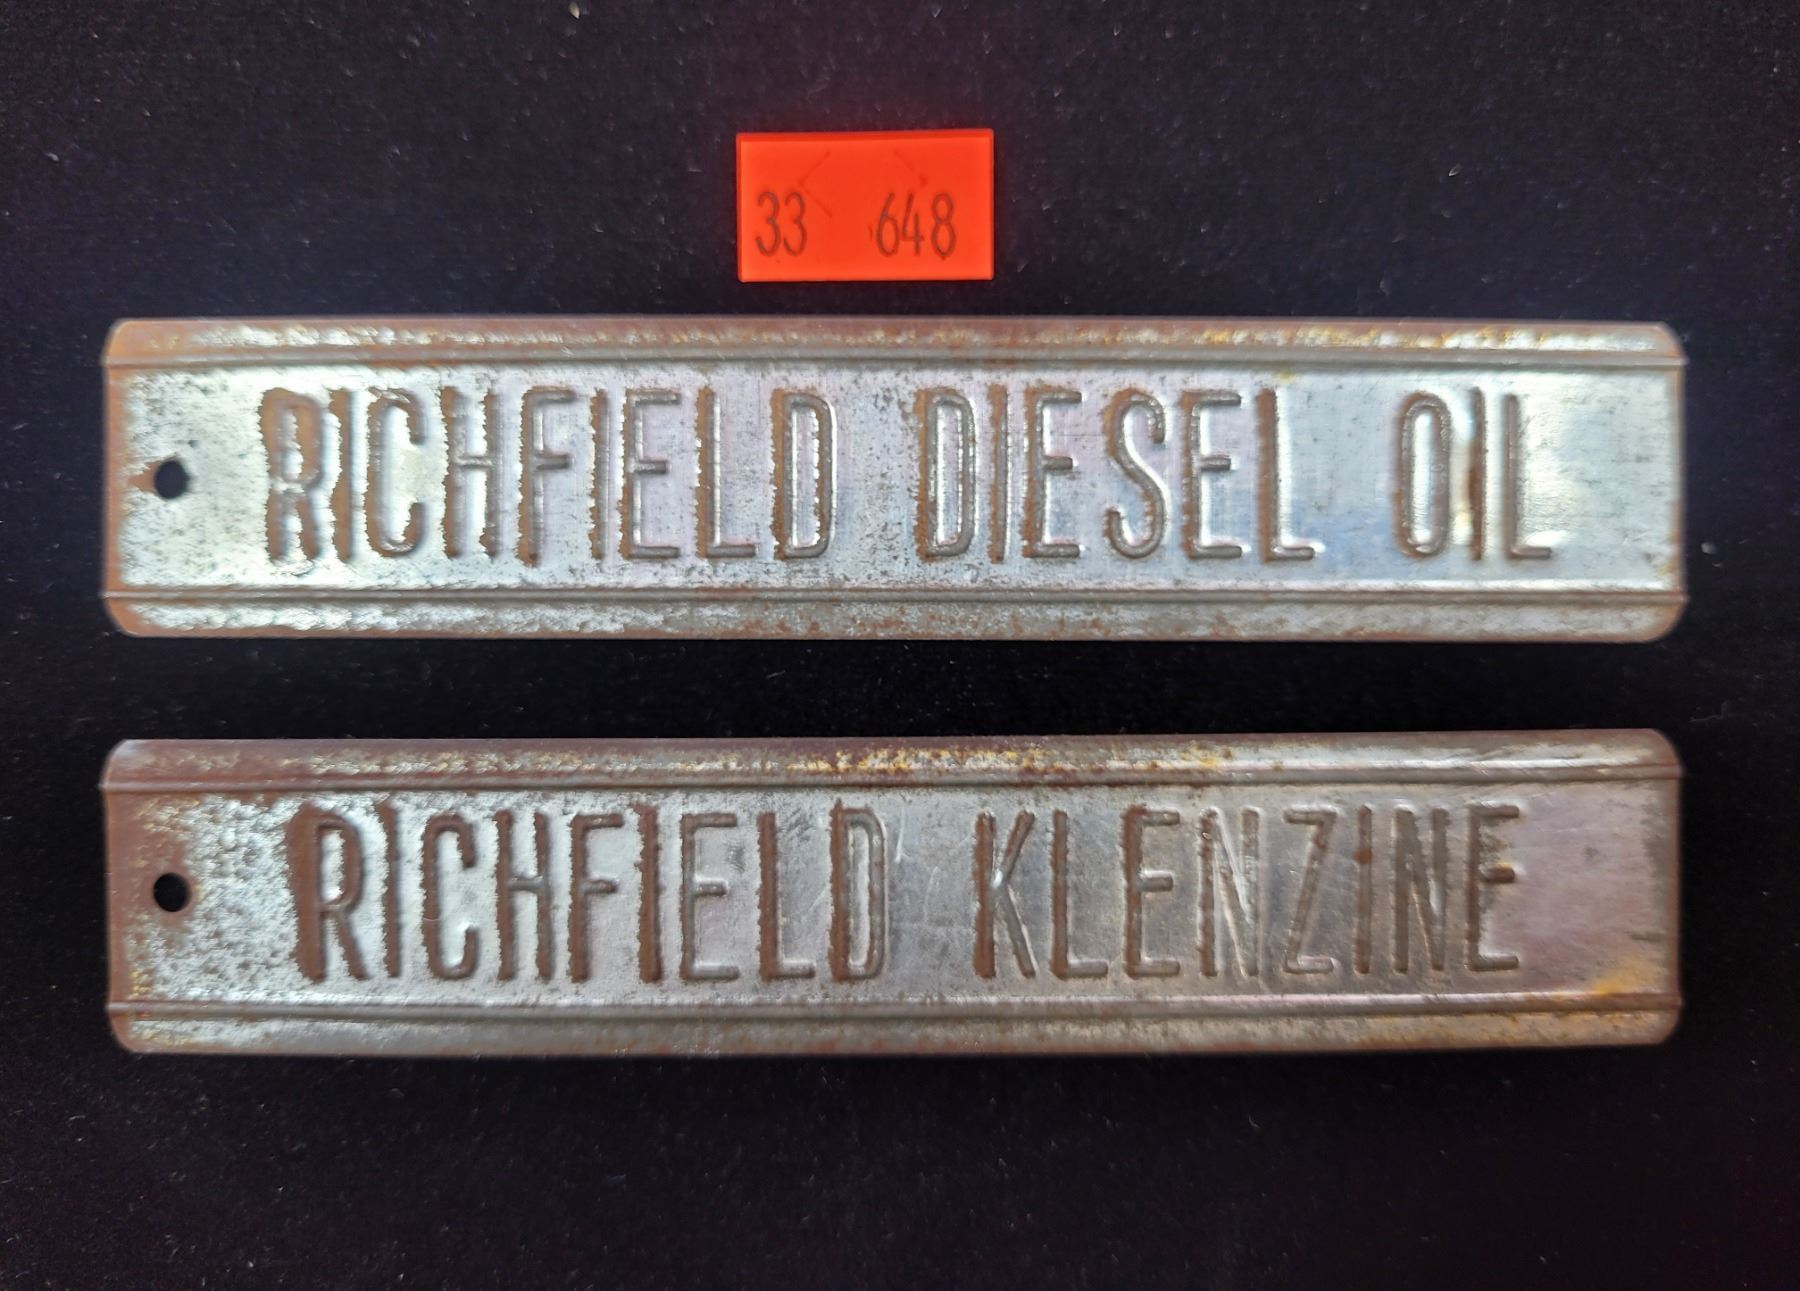 33 648
RICHFIELD DIESEL OIL
RICHFIELD KLENZINE